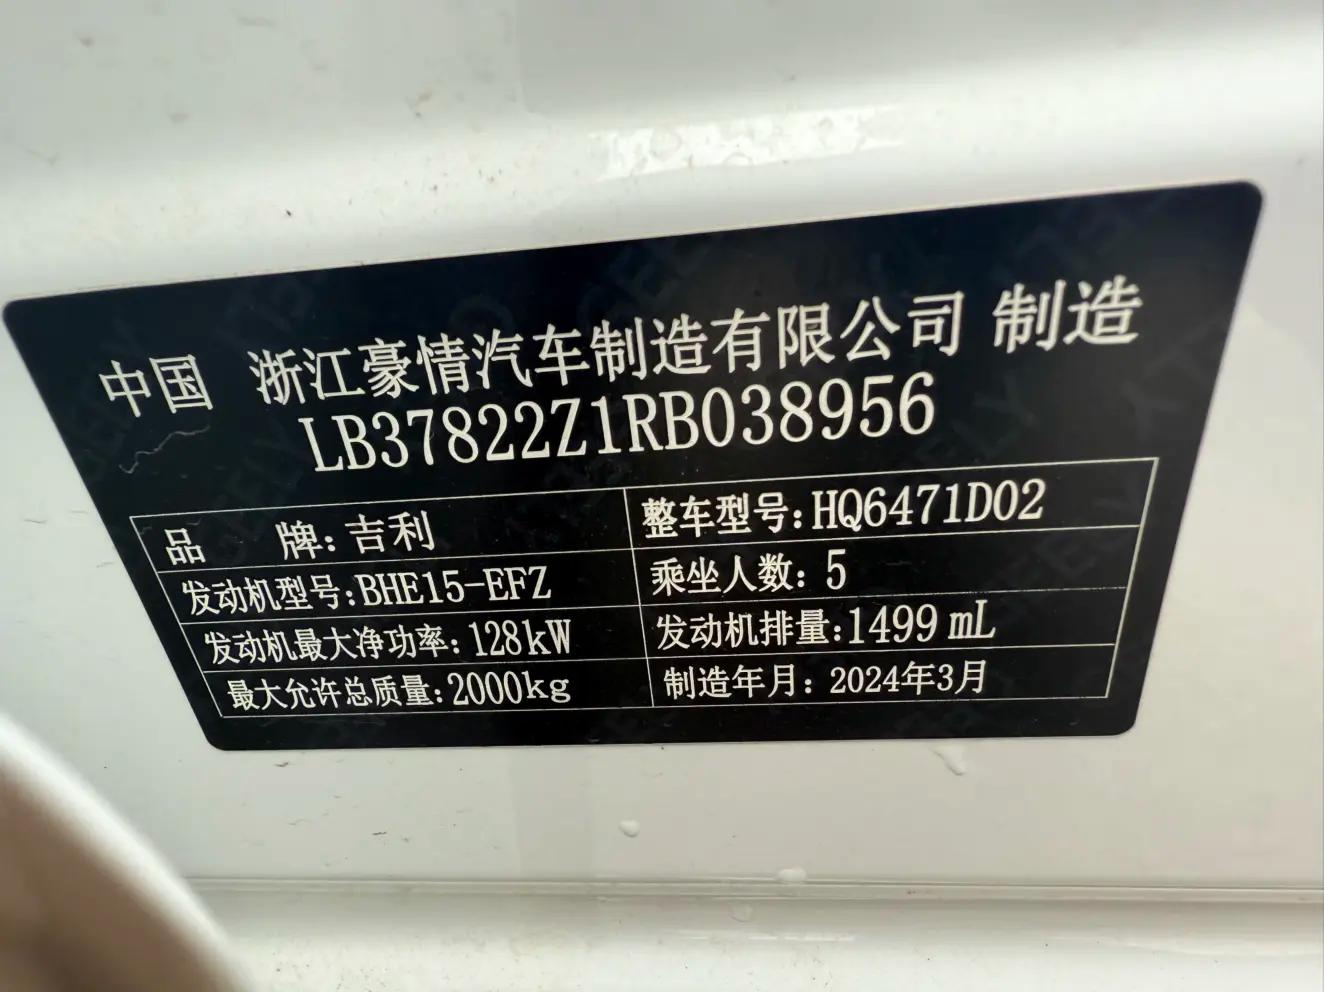 中国 浙江豪情汽车制造有限公司 制造
LB37822Z1RB038956
品 牌:吉利 整车型号:HQ6471D02
发动机型号:BHE15-EFZ 乘坐人数:5
发动机最大净功率:128kW 发动机排量:1499 mL
最大允许总质量:2000kg 制造年月:2024年3月